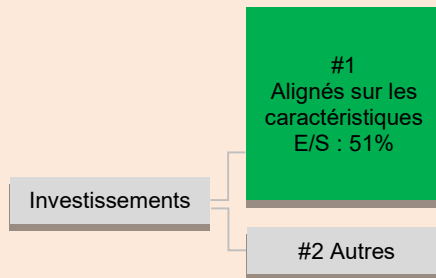 #1
Alignés sur les
caractéristiques
E/S : 51%
Investissements
#2 Autres